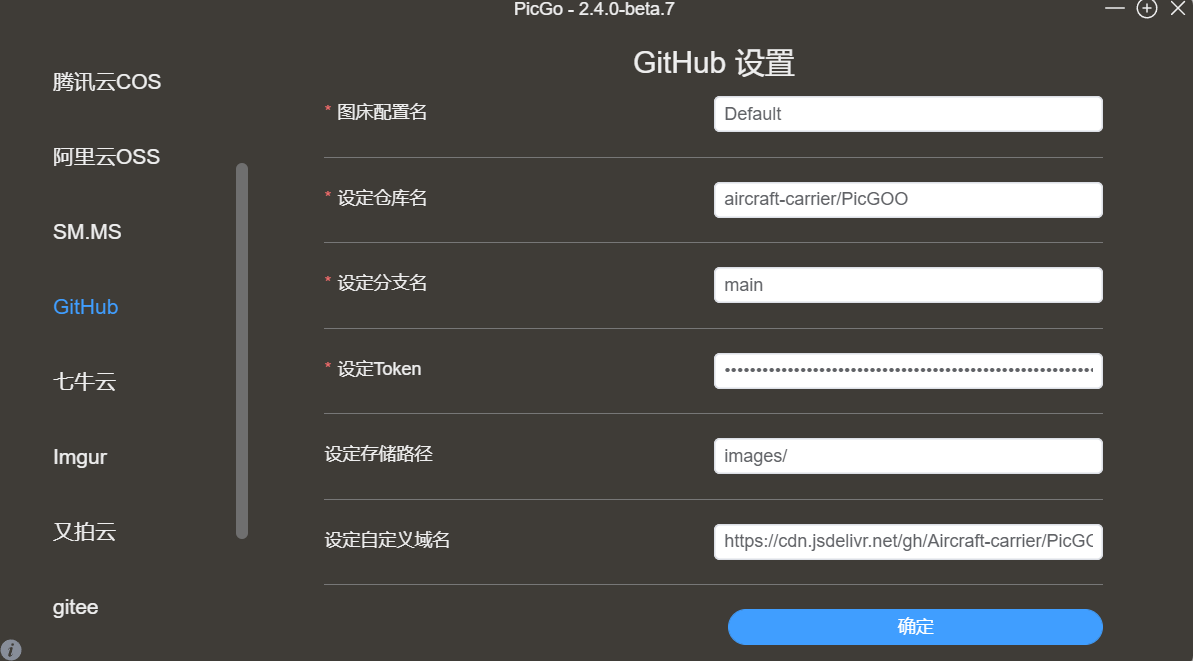 PicGo - 2.4.0-beta.7
腾讯云COS
阿里云OSS
SM.MS
GitHub
七牛云
Imgur
又拍云
gitee
GitHub 设置
* 图床配置名
Default
* 设定仓库名
aircraft-carrier/PicGOO
* 设定分支名
main
* 设定Token
设定存储路径
images/
设定自定义域名
https://cdn.jsdelivr.net/gh/Aircraft-carrier/PicGO
确定